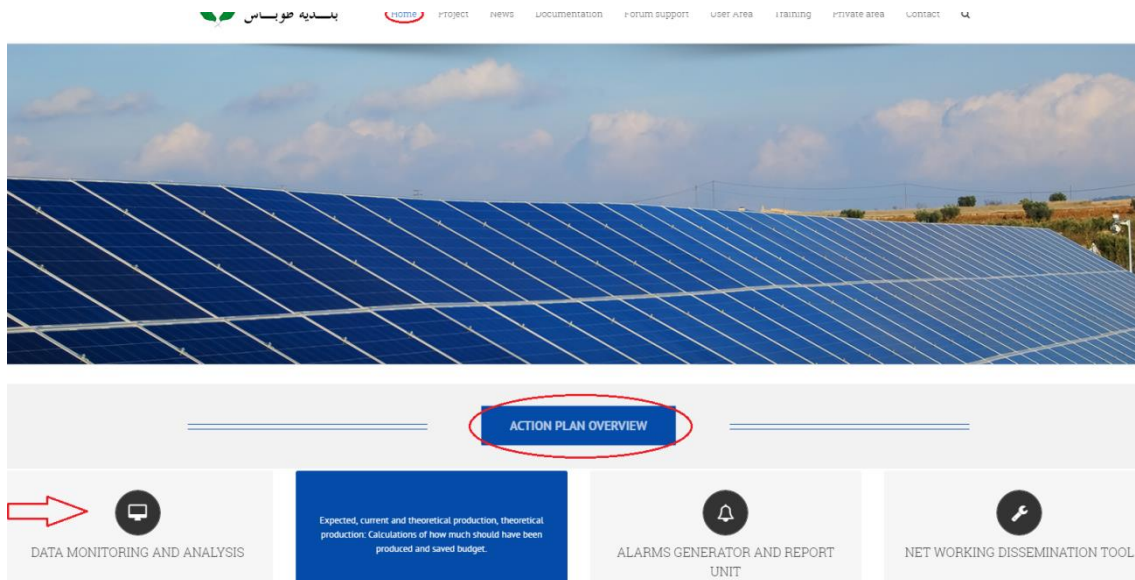 بلـــديه طوبـــاس
Home Project News Documentation Forum support User Area Training Private area Contact
ACTION PLAN OVERVIEW
DATA MONITORING AND ANALYSIS
Expected, current and theoretical production, theoretical
production: Calculations of how much should have been
produced and saved budget.
ALARMS GENERATOR AND REPORT
UNIT
NET WORKING DISSEMINATION TOOL